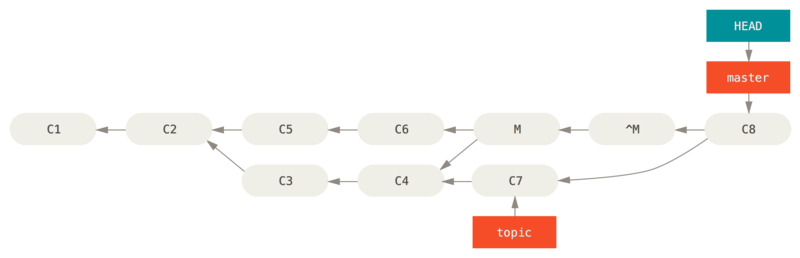 HEAD
master
C1 C2 C5 C6 M ^M C8
C3 C4 C7
topic